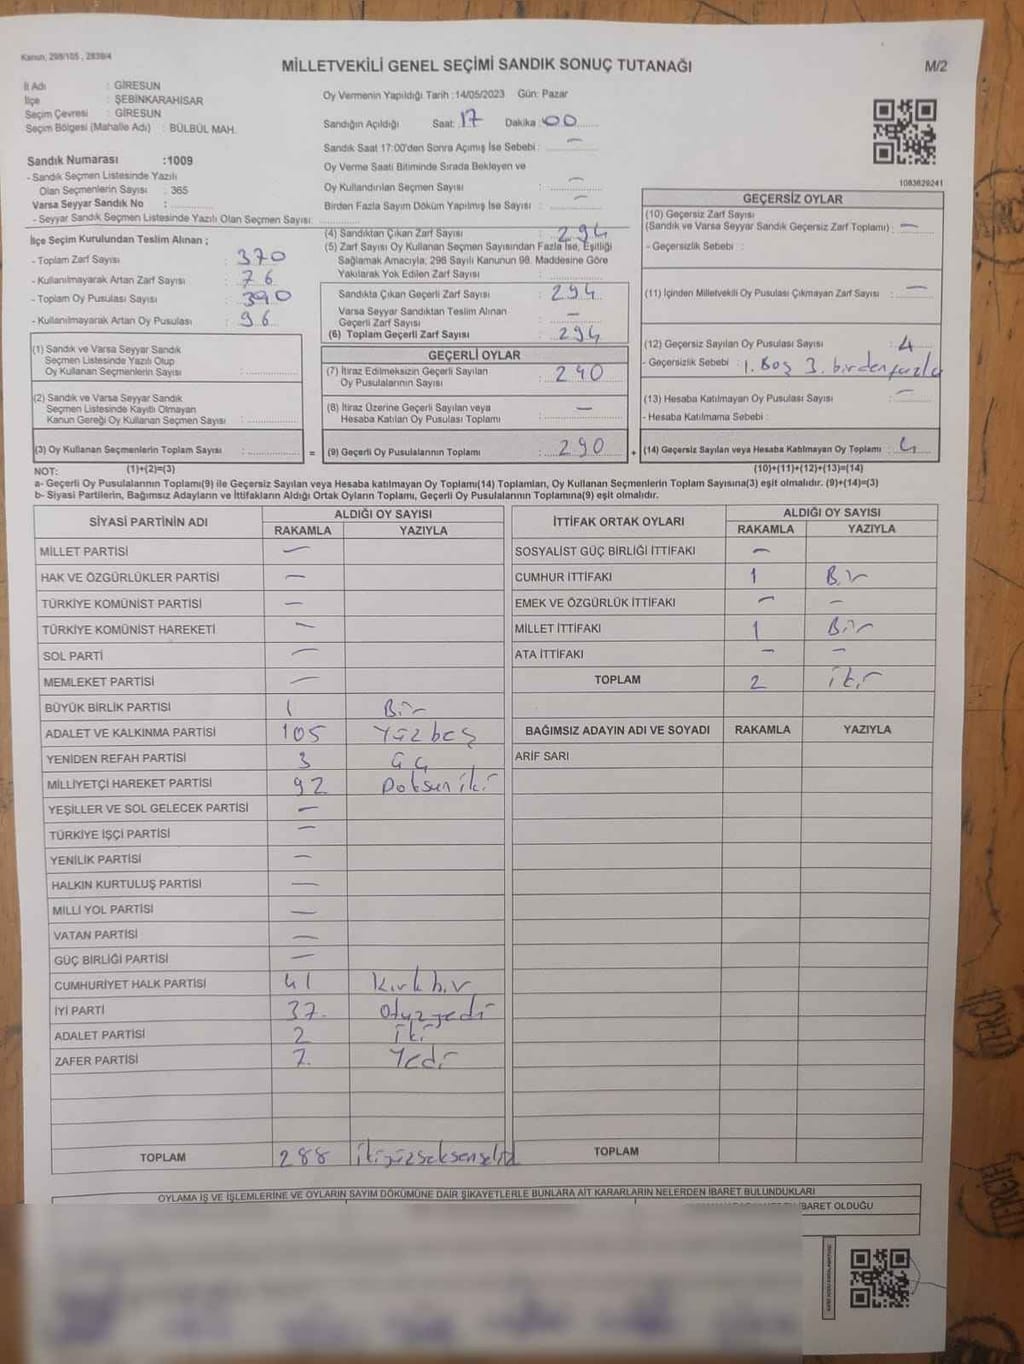 Kanun, 298/105 , 2839/4
MİLLETVEKİLİ GENEL SEÇİMİ SANDIK SONUÇ TUTANAĞI
M/2
İl Adı : GİRESUN
İlçe : ŞEBİNKARAHİSAR
Seçim Çevresi : GİRESUN
Seçim Bölgesi (Mahalle Adı) : BÜLBÜL MAH.
Sandık Numarası :1009
- Sandık Seçmen Listesinde Yazılı
Olan Seçmenlerin Sayısı : 365
Varsa Seyyar Sandık No :
- Seyyar Sandık Seçmen Listesinde Yazılı Olan Seçmen Sayısı:
Oy Vermenin Yapıldığı Tarih :14/05/2023 Gün: Pazar
Sandığın Açıldığı Saat: 17 Dakika : 00
Sandık Saat 17:00'den Sonra Açımış İse Sebebi : —
Oy Verme Saati Bitiminde Sırada Bekleyen ve
Oy Kullandırılan Seçmen Sayısı : —
Birden Fazla Sayım Döküm Yapılmış İse Sayısı : —
1083629241
İlçe Seçim Kurulundan Teslim Alınan ;
- Toplam Zarf Sayısı : 370
- Kullanılmayarak Artan Zarf Sayısı : 76
- Toplam Oy Pusulası Sayısı : 390
- Kullanılmayarak Artan Oy Pusulası : 96
(1) Sandık ve Varsa Seyyar Sandık
Seçmen Listesinde Yazılı Olup
Oy Kullanan Seçmenlerin Sayısı :
(2) Sandık ve Varsa Seyyar Sandık
Seçmen Listesinde Kayıtlı Olmayan
Kanun Gereği Oy Kullanan Seçmen Sayısı :
(3) Oy Kullanan Seçmenlerin Toplam Sayısı :
(4) Sandıktan Çıkan Zarf Sayısı : 294
(5) Zarf Sayısı Oy Kullanan Seçmen Sayısından Fazla İse, Eşitliği
Sağlamak Amacıyla, 298 Sayılı Kanunun 98. Maddesine Göre
Yakılarak Yok Edilen Zarf Sayısı :
Sandıkta Çıkan Geçerli Zarf Sayısı : 294
Varsa Seyyar Sandıktan Teslim Alınan
Geçerli Zarf Sayısı : —
(6) Toplam Geçerli Zarf Sayısı : 294
GEÇERLİ OYLAR
(7) İtiraz Edilmeksizin Geçerli Sayılan
Oy Pusulalarının Sayısı : 290
(8) İtiraz Üzerine Geçerli Sayılan veya
Hesaba Katılan Oy Pusulası Toplamı : —
= (9) Geçerli Oy Pusulalarının Toplamı : 290
GEÇERSİZ OYLAR
(10) Geçersiz Zarf Sayısı
(Sandık ve Varsa Seyyar Sandık Geçersiz Zarf Toplamı) : —
- Geçersizlik Sebebi :
(11) İçinden Milletvekili Oy Pusulası Çıkmayan Zarf Sayısı : —
(12) Geçersiz Sayılan Oy Pusulası Sayısı : 4
- Geçersizlik Sebebi : 1. Boş 3. birden fazla
(13) Hesaba Katılmayan Oy Pusulası Sayısı : —
- Hesaba Katılmama Sebebi :
+ (14) Geçersiz Sayılan veya Hesaba Katılmayan Oy Toplamı : 4
NOT: (1)+(2)=(3) (10)+(11)+(12)+(13)=(14)
a- Geçerli Oy Pusulalarının Toplamı(9) ile Geçersiz Sayılan veya Hesaba katılmayan Oy Toplamı(14) Toplamları, Oy Kullanan Seçmenlerin Toplam Sayısına(3) eşit olmalıdır. (9)+(14)=(3)
b- Siyasi Partilerin, Bağımsız Adayların ve İttifakların Aldığı Ortak Oyların Toplamı, Geçerli Oy Pusulalarının Toplamına(9) eşit olmalıdır.
SİYASİ PARTİNİN ADI ALDIĞI OY SAYISI
RAKAMLA YAZIYLA
MİLLET PARTİSİ —
HAK VE ÖZGÜRLÜKLER PARTİSİ —
TÜRKİYE KOMÜNİST PARTİSİ —
TÜRKİYE KOMÜNİST HAREKETİ —
SOL PARTİ —
MEMLEKET PARTİSİ —
BÜYÜK BİRLİK PARTİSİ 1 Bir
ADALET VE KALKINMA PARTİSİ 105 Yüzbeş
YENİDEN REFAH PARTİSİ 3 üç
MİLLİYETÇİ HAREKET PARTİSİ 92 Doksan iki
YEŞİLLER VE SOL GELECEK PARTİSİ —
TÜRKİYE İŞÇİ PARTİSİ —
YENİLİK PARTİSİ —
HALKIN KURTULUŞ PARTİSİ —
MİLLİ YOL PARTİSİ —
VATAN PARTİSİ —
GÜÇ BİRLİĞİ PARTİSİ —
CUMHURİYET HALK PARTİSİ 41 Kırk bir
İYİ PARTİ 37. Otuz yedi
ADALET PARTİSİ 2 iki
ZAFER PARTİSİ 7. Yedi
TOPLAM 288 ikiyüzseksensekiz
İTTİFAK ORTAK OYLARI ALDIĞI OY SAYISI
RAKAMLA YAZIYLA
SOSYALİST GÜÇ BİRLİĞİ İTTİFAKI —
CUMHUR İTTİFAKI 1 Bir
EMEK VE ÖZGÜRLÜK İTTİFAKI — —
MİLLET İTTİFAKI 1 Bir
ATA İTTİFAKI — —
TOPLAM 2 iki
BAĞIMSIZ ADAYIN ADI VE SOYADI RAKAMLA YAZIYLA
ARİF SARI
TOPLAM
OYLAMA İŞ VE İŞLEMLERİNE VE OYLARIN SAYIM DÖKÜMÜNE DAİR ŞİKAYETLERLE BUNLARA AİT KARARLARIN NELERDEN İBARET BULUNDUKLARI
İBARET OLDUĞU